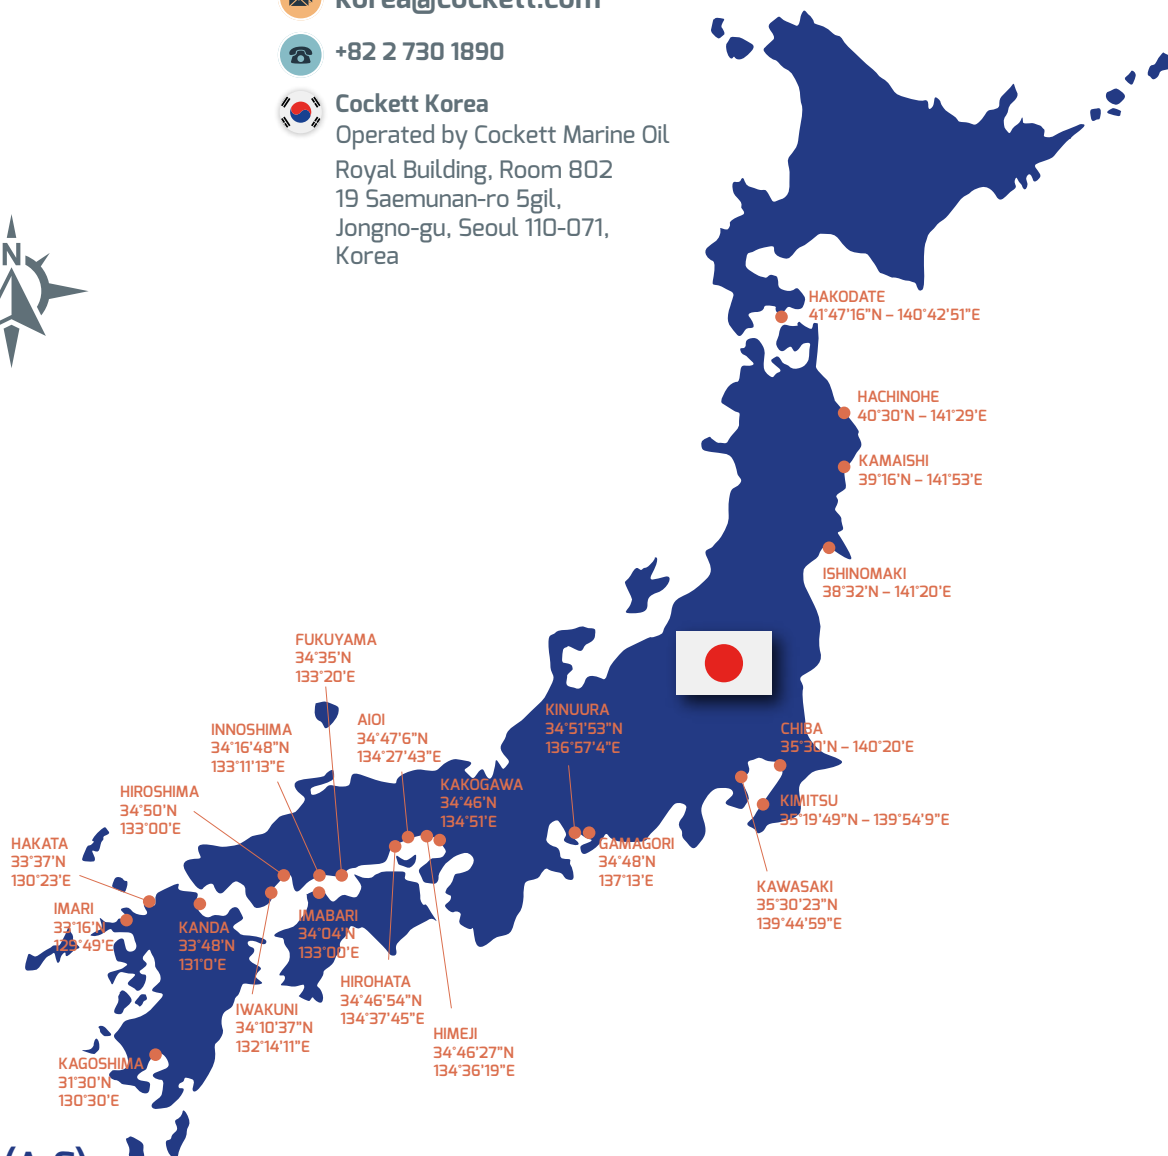 korea@cockett.com
+82 2 730 1890
Cockett Korea
Operated by Cockett Marine Oil
Royal Building, Room 802
19 Saemunan-ro 5gil,
Jongno-gu, Seoul 110-071,
Korea
N
HAKODATE
41°47'16"N – 140°42'51"E
HACHINOHE
40°30'N – 141°29'E
KAMAISHI
39°16'N – 141°53'E
ISHINOMAKI
38°32'N – 141°20'E
FUKUYAMA
34°35'N
133°20'E
INNOSHIMA
34°16'48"N
133°11'13"E
AIOI
34°47'6"N
134°27'43"E
KINUURA
34°51'53"N
136°57'4"E
CHIBA
35°30'N – 140°20'E
HIROSHIMA
34°50'N
133°00'E
KAKOGAWA
34°46'N
134°51'E
KIMITSU
35°19'49"N – 139°54'9"E
HAKATA
33°37'N
130°23'E
GAMAGORI
34°48'N
137°13'E
KAWASAKI
35°30'23"N
139°44'59"E
IMARI
33°16'N
129°49'E
KANDA
33°48'N
131°0'E
IMABARI
34°04'N
133°00'E
HIROHATA
34°46'54"N
134°37'45"E
IWAKUNI
34°10'37"N
132°14'11"E
HIMEJI
34°46'27"N
134°36'19"E
KAGOSHIMA
31°30'N
130°30'E